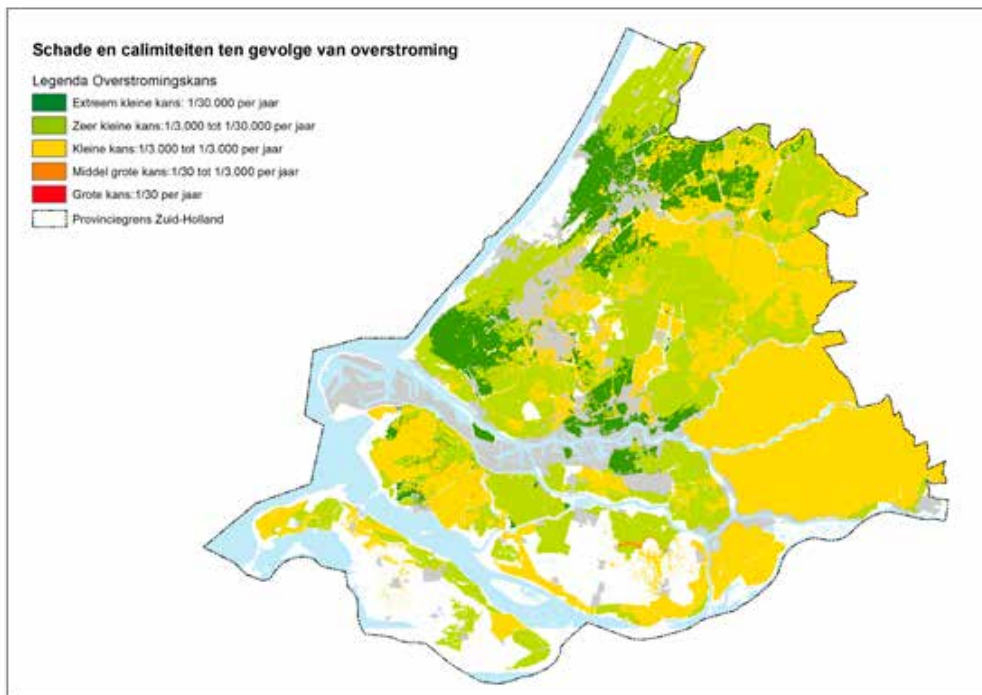 Schade en calimiteiten ten gevolge van overstroming
Legenda Overstromingskans
Extreem kleine kans: 1/30.000 per jaar
Zeer kleine kans:1/3.000 tot 1/30.000 per jaar
Kleine kans:1/3.000 tot 1/3.000 per jaar
Middel grote kans:1/30 tot 1/3.000 per jaar
Grote kans:1/30 per jaar
Provinciegrens Zuid-Holland